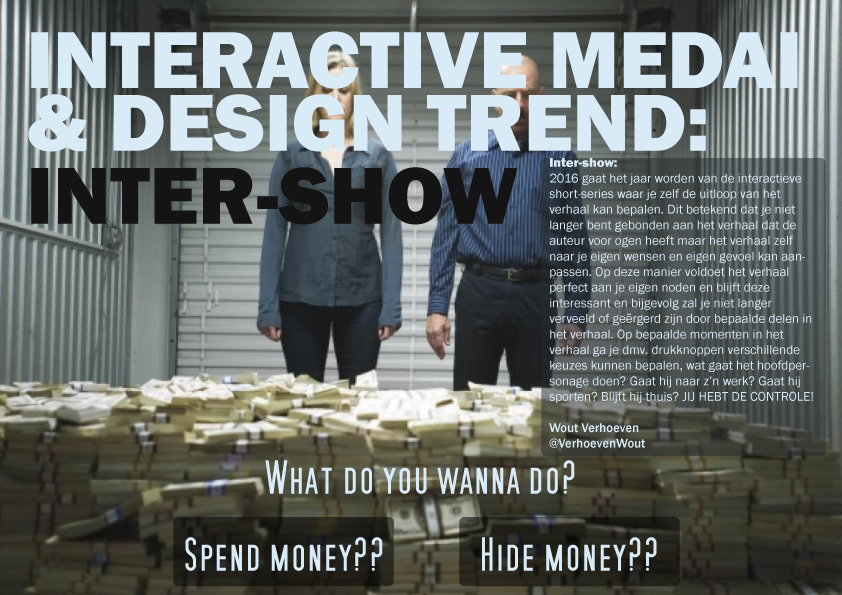 INTERACTIVE MEDAI
& DESIGN TREND:
INTER-SHOW
Inter-show:
2016 gaat het jaar worden van de interactieve
short-series waar je zelf de uitloop van het
verhaal kan bepalen. Dit betekend dat je niet
langer bent gebonden aan het verhaal dat de
auteur voor ogen heeft maar het verhaal zelf
naar je eigen wensen en eigen gevoel kan aan-
passen. Op deze manier voldoet het verhaal
perfect aan je eigen noden en blijft deze
interessant en bijgevolg zal je niet langer
verveeld of geërgerd zijn door bepaalde delen in
het verhaal. Op bepaalde momenten in het
verhaal ga je dmv. drukknoppen verschillende
keuzes kunnen bepalen, wat gaat het hoofdper-
sonage doen? Gaat hij naar z'n werk? Gaat hij
sporten? Blijft hij thuis? JIJ HEBT DE CONTROLE!
Wout Verhoeven
@VerhoevenWout
WHAT DO YOU WANNA DO?
SPEND MONEY??
HIDE MONEY??